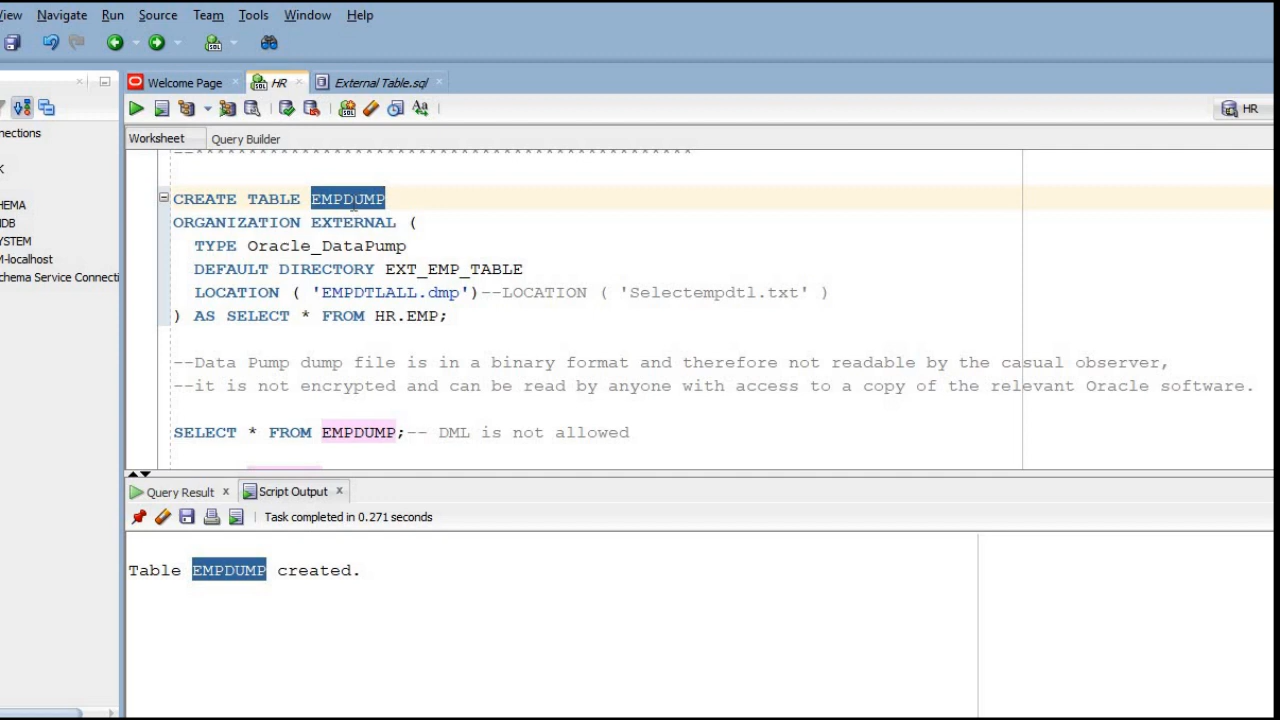 View Navigate Run Source Team Tools Window Help
Welcome Page HR External Table.sql
HR
Worksheet Query Builder
nections
K
HEMA
DB
YSTEM
M-localhost
chema Service Connecti
--*************************************************
CREATE TABLE EMPDUMP
ORGANIZATION EXTERNAL (
TYPE Oracle_DataPump
DEFAULT DIRECTORY EXT_EMP_TABLE
LOCATION ( 'EMPDTLALL.dmp')--LOCATION ( 'Selectempdtl.txt' )
) AS SELECT * FROM HR.EMP;
--Data Pump dump file is in a binary format and therefore not readable by the casual observer,
--it is not encrypted and can be read by anyone with access to a copy of the relevant Oracle software.
SELECT * FROM EMPDUMP;-- DML is not allowed
Query Result x Script Output x
Task completed in 0.271 seconds
Table EMPDUMP created.